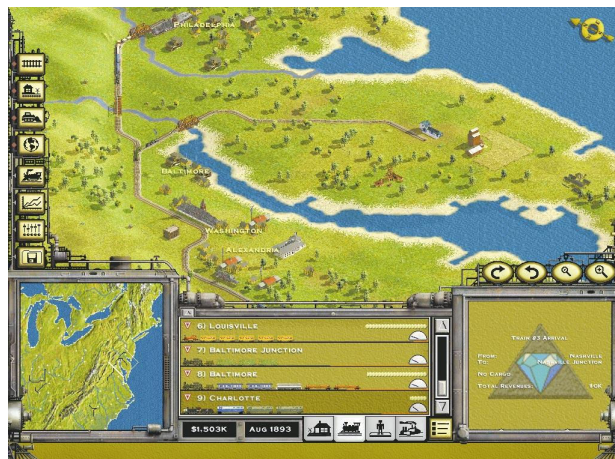 Philadelphia
Baltimore
Washington
Alexandria
6) Louisville
7) Baltimore Junction
8) Baltimore
9) Charlotte
Train #3 Arrival
From: Nashville
To: Nashville Junction
No Cargo
Total Revenues: $0K
$1.503K Aug 1893